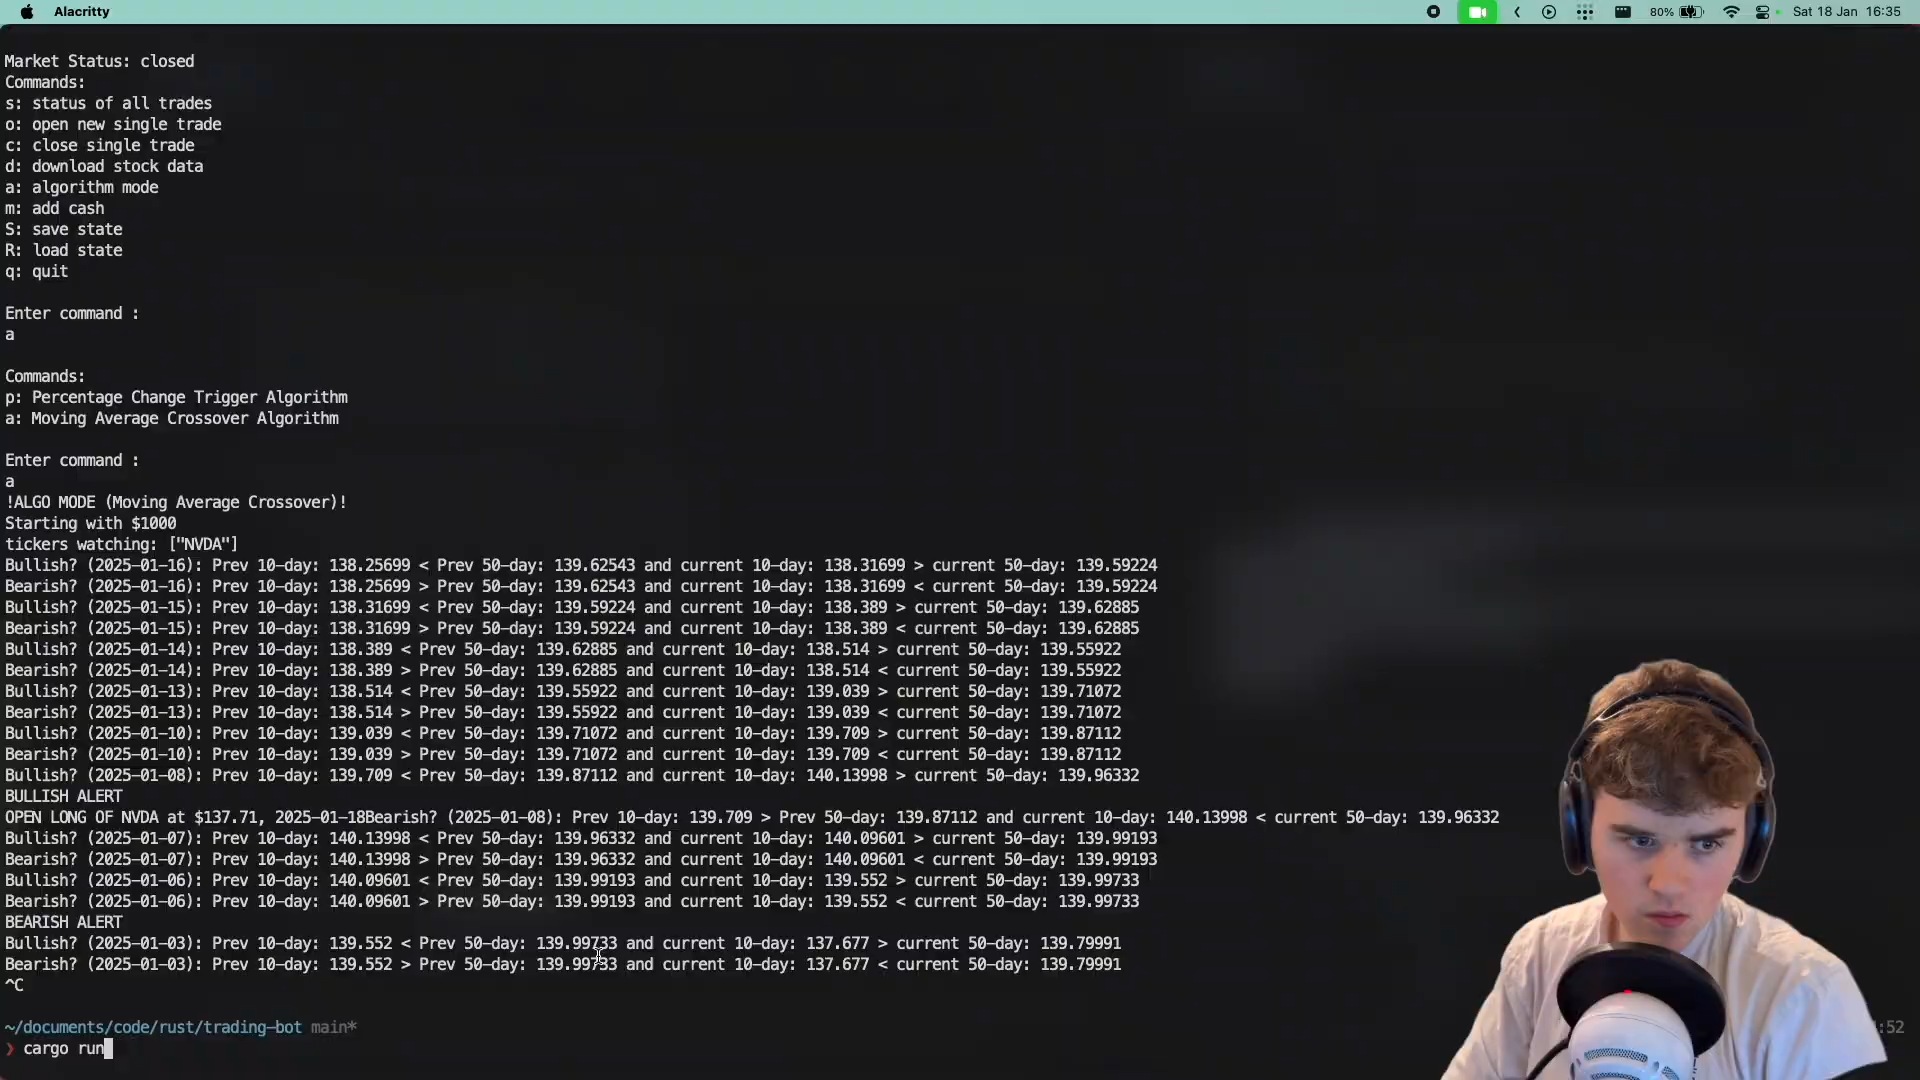 Alacritty
80%
Sat 18 Jan 16:35
Market Status: closed
Commands:
s: status of all trades
o: open new single trade
c: close single trade
d: download stock data
a: algorithm mode
m: add cash
S: save state
R: load state
q: quit
Enter command :
a
Commands:
p: Percentage Change Trigger Algorithm
a: Moving Average Crossover Algorithm
Enter command :
a
!ALGO MODE (Moving Average Crossover)!
Starting with $1000
tickers watching: ["NVDA"]
Bullish? (2025-01-16): Prev 10-day: 138.25699 < Prev 50-day: 139.62543 and current 10-day: 138.31699 > current 50-day: 139.59224
Bearish? (2025-01-16): Prev 10-day: 138.25699 > Prev 50-day: 139.62543 and current 10-day: 138.31699 < current 50-day: 139.59224
Bullish? (2025-01-15): Prev 10-day: 138.31699 < Prev 50-day: 139.59224 and current 10-day: 138.389 > current 50-day: 139.62885
Bearish? (2025-01-15): Prev 10-day: 138.31699 > Prev 50-day: 139.59224 and current 10-day: 138.389 < current 50-day: 139.62885
Bullish? (2025-01-14): Prev 10-day: 138.389 < Prev 50-day: 139.62885 and current 10-day: 138.514 > current 50-day: 139.55922
Bearish? (2025-01-14): Prev 10-day: 138.389 > Prev 50-day: 139.62885 and current 10-day: 138.514 < current 50-day: 139.55922
Bullish? (2025-01-13): Prev 10-day: 138.514 < Prev 50-day: 139.55922 and current 10-day: 139.039 > current 50-day: 139.71072
Bearish? (2025-01-13): Prev 10-day: 138.514 > Prev 50-day: 139.55922 and current 10-day: 139.039 < current 50-day: 139.71072
Bullish? (2025-01-10): Prev 10-day: 139.039 < Prev 50-day: 139.71072 and current 10-day: 139.709 > current 50-day: 139.87112
Bearish? (2025-01-10): Prev 10-day: 139.039 > Prev 50-day: 139.71072 and current 10-day: 139.709 < current 50-day: 139.87112
Bullish? (2025-01-08): Prev 10-day: 139.709 < Prev 50-day: 139.87112 and current 10-day: 140.13998 > current 50-day: 139.96332
BULLISH ALERT
OPEN LONG OF NVDA at $137.71, 2025-01-18Bearish? (2025-01-08): Prev 10-day: 139.709 > Prev 50-day: 139.87112 and current 10-day: 140.13998 < current 50-day: 139.96332
Bullish? (2025-01-07): Prev 10-day: 140.13998 < Prev 50-day: 139.96332 and current 10-day: 140.09601 > current 50-day: 139.99193
Bearish? (2025-01-07): Prev 10-day: 140.13998 > Prev 50-day: 139.96332 and current 10-day: 140.09601 < current 50-day: 139.99193
Bullish? (2025-01-06): Prev 10-day: 140.09601 < Prev 50-day: 139.99193 and current 10-day: 139.552 > current 50-day: 139.99733
Bearish? (2025-01-06): Prev 10-day: 140.09601 > Prev 50-day: 139.99193 and current 10-day: 139.552 < current 50-day: 139.99733
BEARISH ALERT
Bullish? (2025-01-03): Prev 10-day: 139.552 < Prev 50-day: 139.99733 and current 10-day: 137.677 > current 50-day: 139.79991
Bearish? (2025-01-03): Prev 10-day: 139.552 > Prev 50-day: 139.99733 and current 10-day: 137.677 < current 50-day: 139.79991
^C
~/documents/code/rust/trading-bot main* :52
❯ cargo run